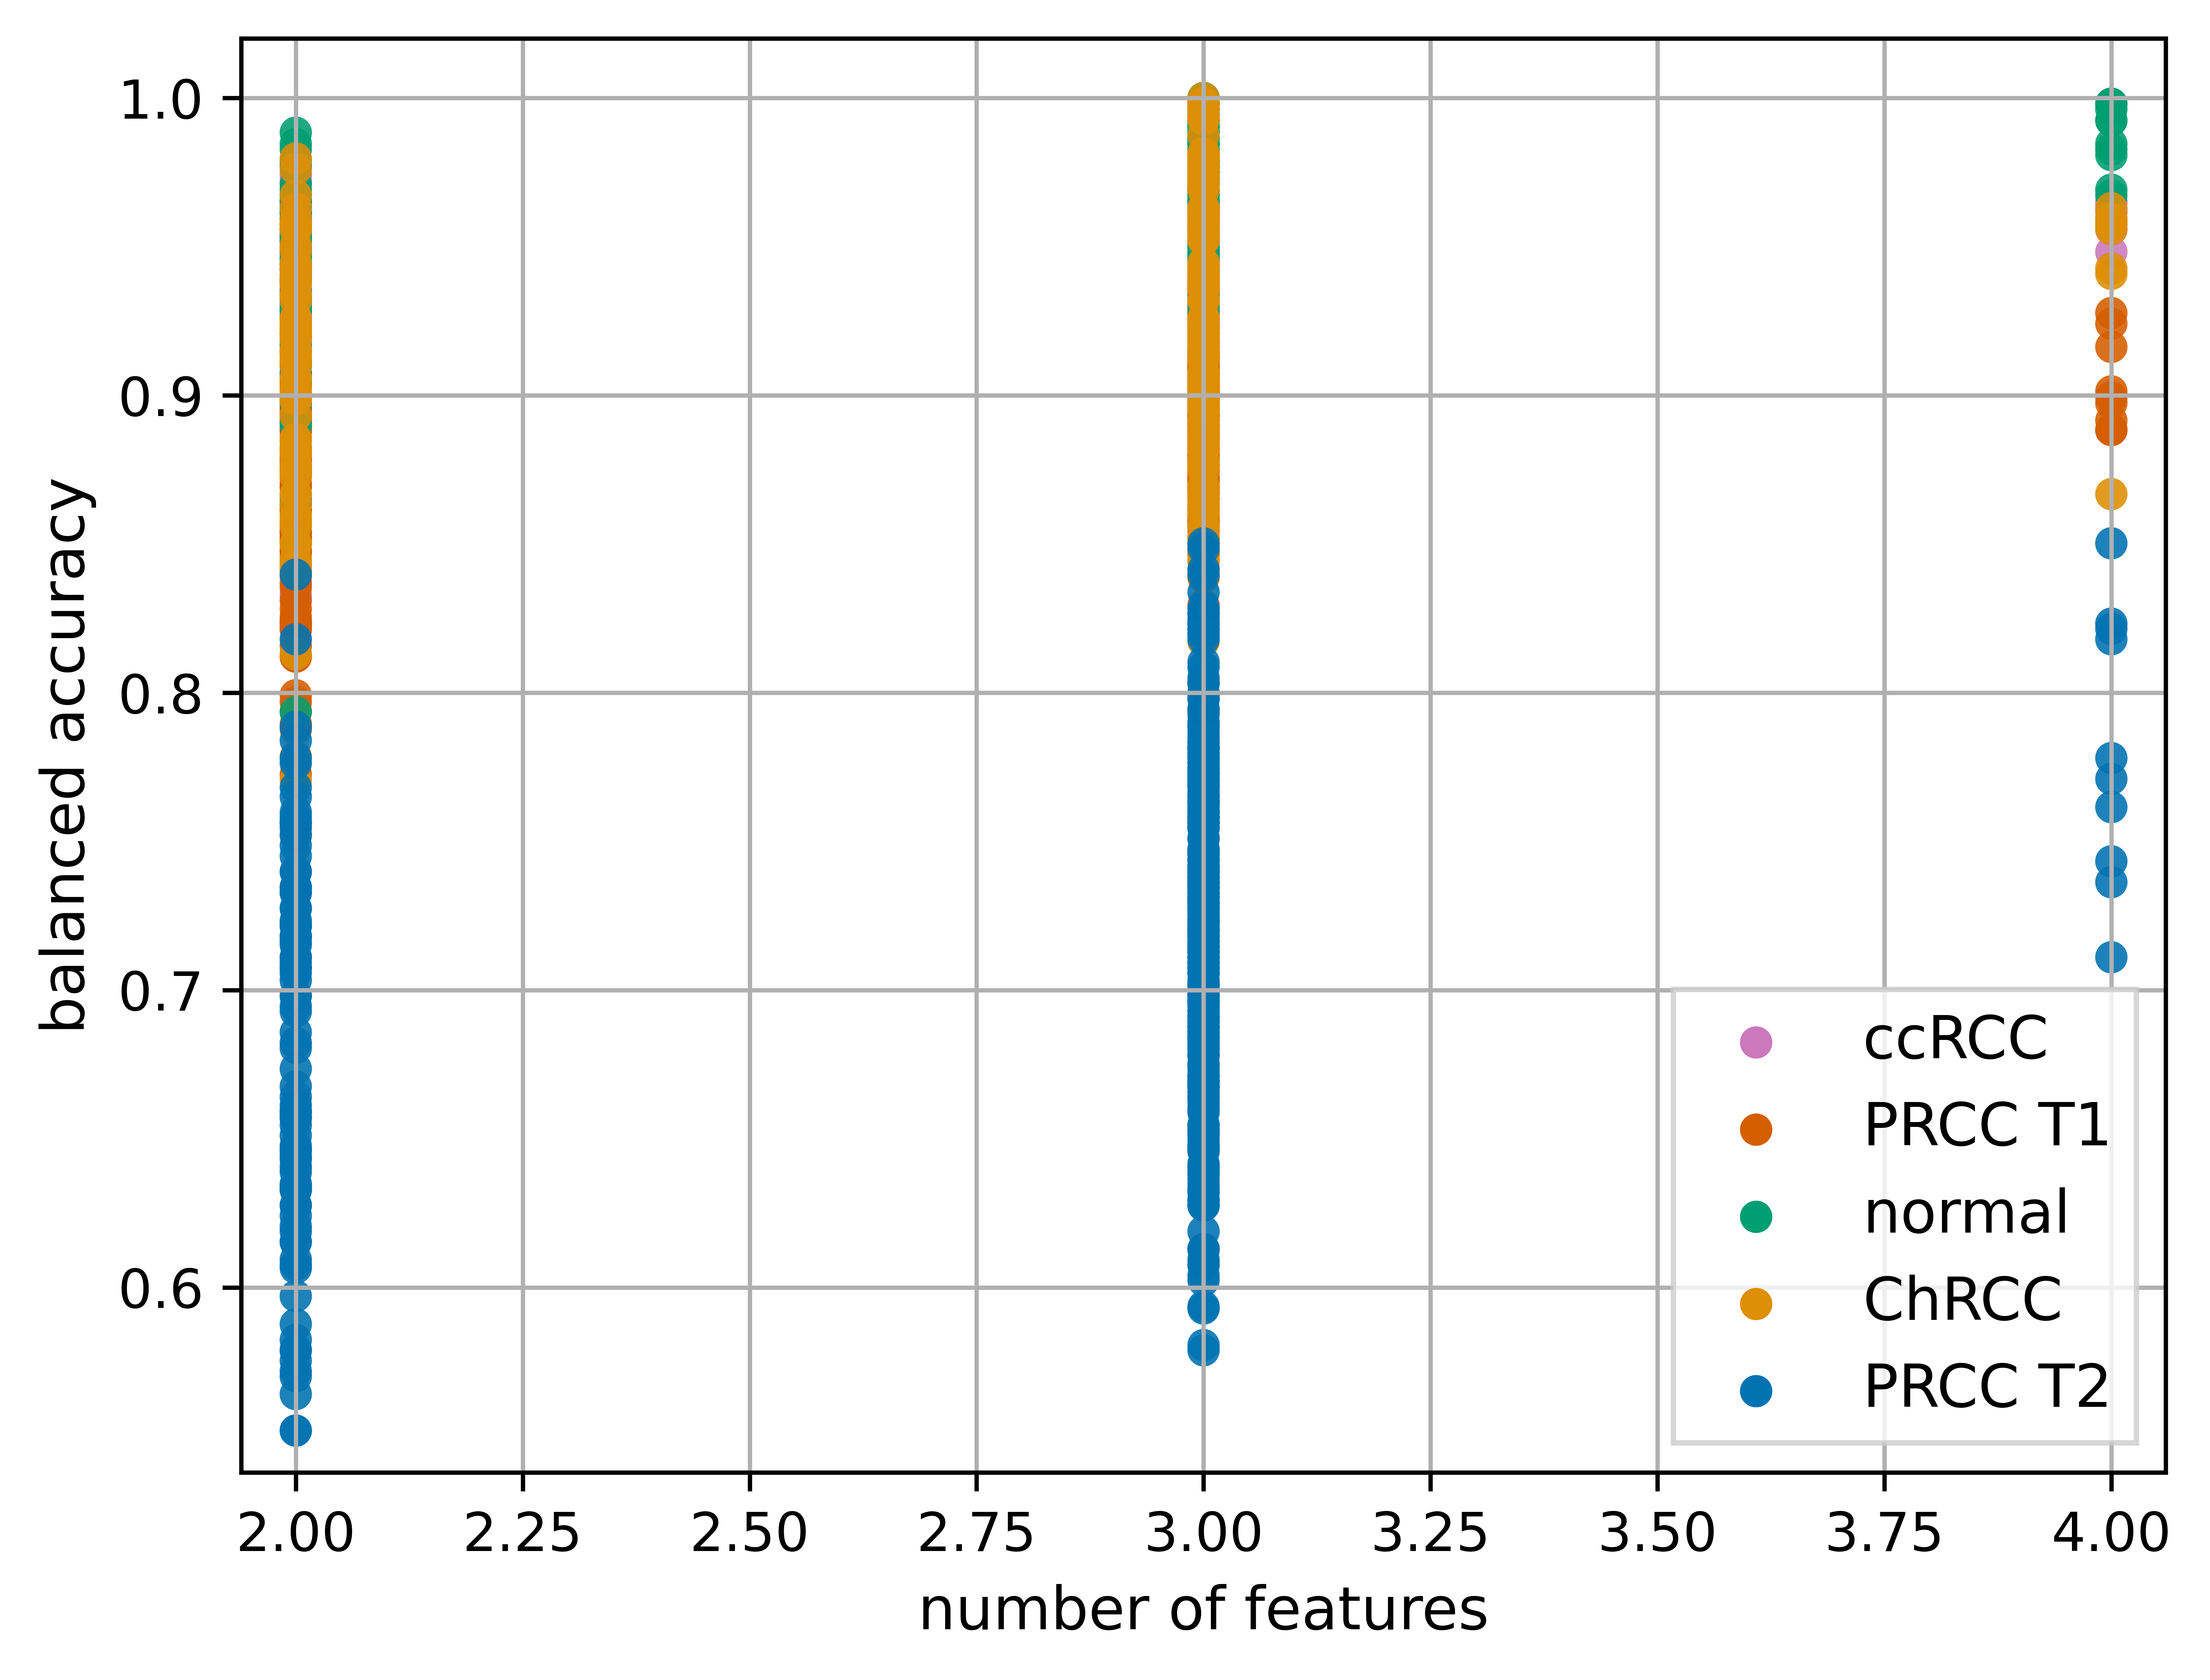 1.0
0.9
0.8
0.7
0.6
balanced accuracy
ccRCC
PRCC T1
normal
ChRCC
PRCC T2
2.00 2.25 2.50 2.75 3.00 3.25 3.50 3.75 4.00
number of features